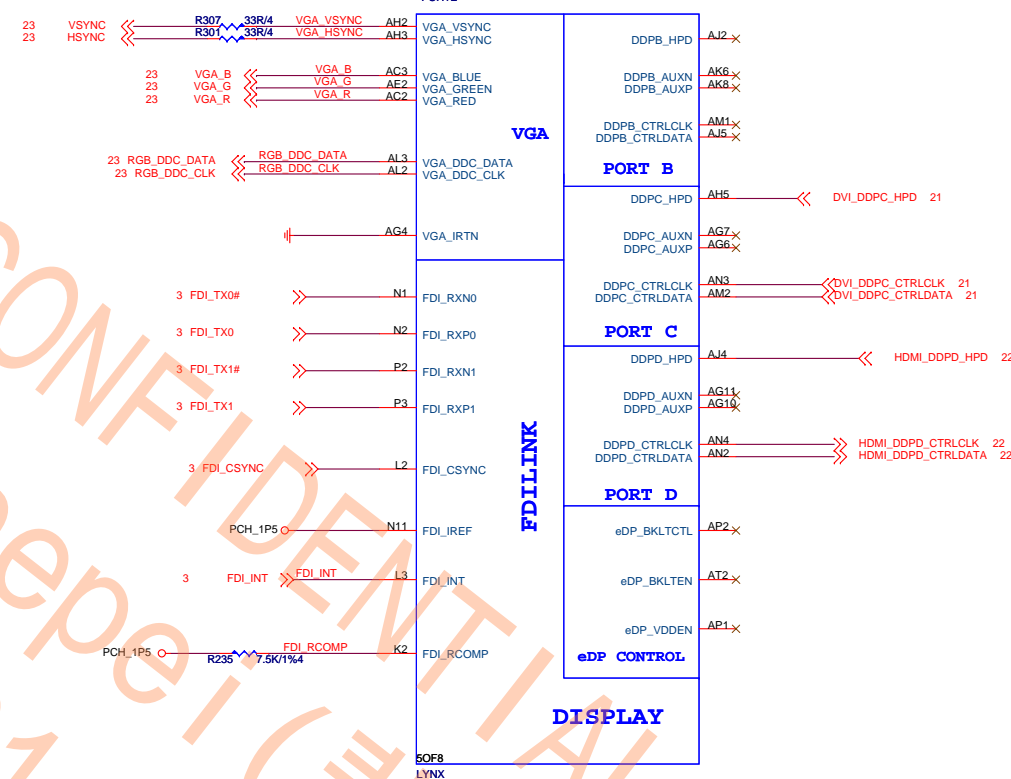 23 VSYNC R307 33R/4 VGA_VSYNC AH2 VGA_VSYNC
23 HSYNC R301 33R/4 VGA_HSYNC AH3 VGA_HSYNC
DDPB_HPD AJ2
23 VGA_B VGA_B AC3 VGA_BLUE DDPB_AUXN AK6
23 VGA_G VGA_G AE2 VGA_GREEN DDPB_AUXP AK8
23 VGA_R VGA_R AC2 VGA_RED
DDPB_CTRLCLK AM1
VGA DDPB_CTRLDATA AJ5
23 RGB_DDC_DATA RGB_DDC_DATA AL3 VGA_DDC_DATA
23 RGB_DDC_CLK RGB_DDC_CLK AL2 VGA_DDC_CLK
PORT B
DDPC_HPD AH5 DVI_DDPC_HPD 21
AG4 VGA_IRTN DDPC_AUXN AG7
DDPC_AUXP AG6
DDPC_CTRLCLK AN3 DVI_DDPC_CTRLCLK 21
3 FDI_TX0# N1 FDI_RXN0 DDPC_CTRLDATA AM2 DVI_DDPC_CTRLDATA 21
3 FDI_TX0 N2 FDI_RXP0 PORT C
DDPD_HPD AJ4 HDMI_DDPD_HPD 22
3 FDI_TX1# P2 FDI_RXN1
DDPD_AUXN AG11
3 FDI_TX1 P3 FDI_RXP1 DDPD_AUXP AG10
DDPD_CTRLCLK AN4 HDMI_DDPD_CTRLCLK 22
DDPD_CTRLDATA AN2 HDMI_DDPD_CTRLDATA 22
3 FDI_CSYNC L2 FDI_CSYNC
FDILINK
PORT D
PCH_1P5 N11 FDI_IREF eDP_BKLTCTL AP2
3 FDI_INT FDI_INT L3 FDI_INT eDP_BKLTEN AT2
eDP_VDDEN AP1
PCH_1P5 R235 7.5K/1%4 FDI_RCOMP K2 FDI_RCOMP
eDP CONTROL
DISPLAY
5OF8
LYNX
CONFIDENTIAL
epei(